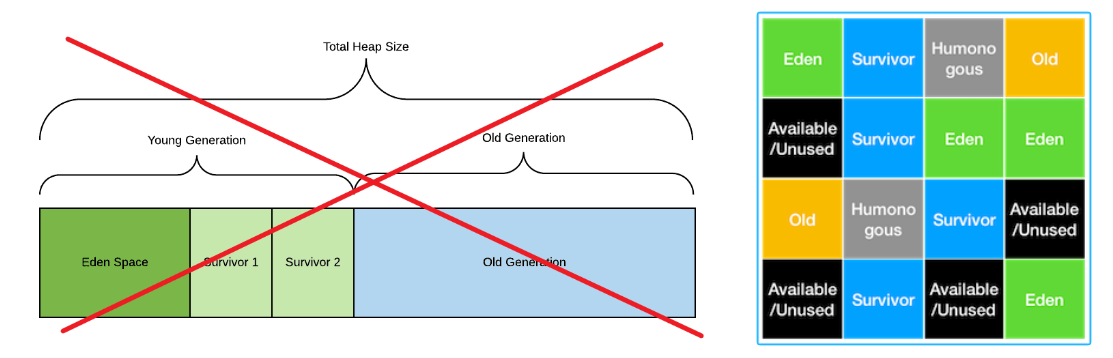 Total Heap Size
Young Generation
Old Generation
Eden Space
Survivor 1
Survivor 2
Old Generation
Eden
Survivor
Humono
gous
Old
Available
/Unused
Survivor
Eden
Eden
Old
Humono
gous
Survivor
Available
/Unused
Available
/Unused
Survivor
Available
/Unused
Eden